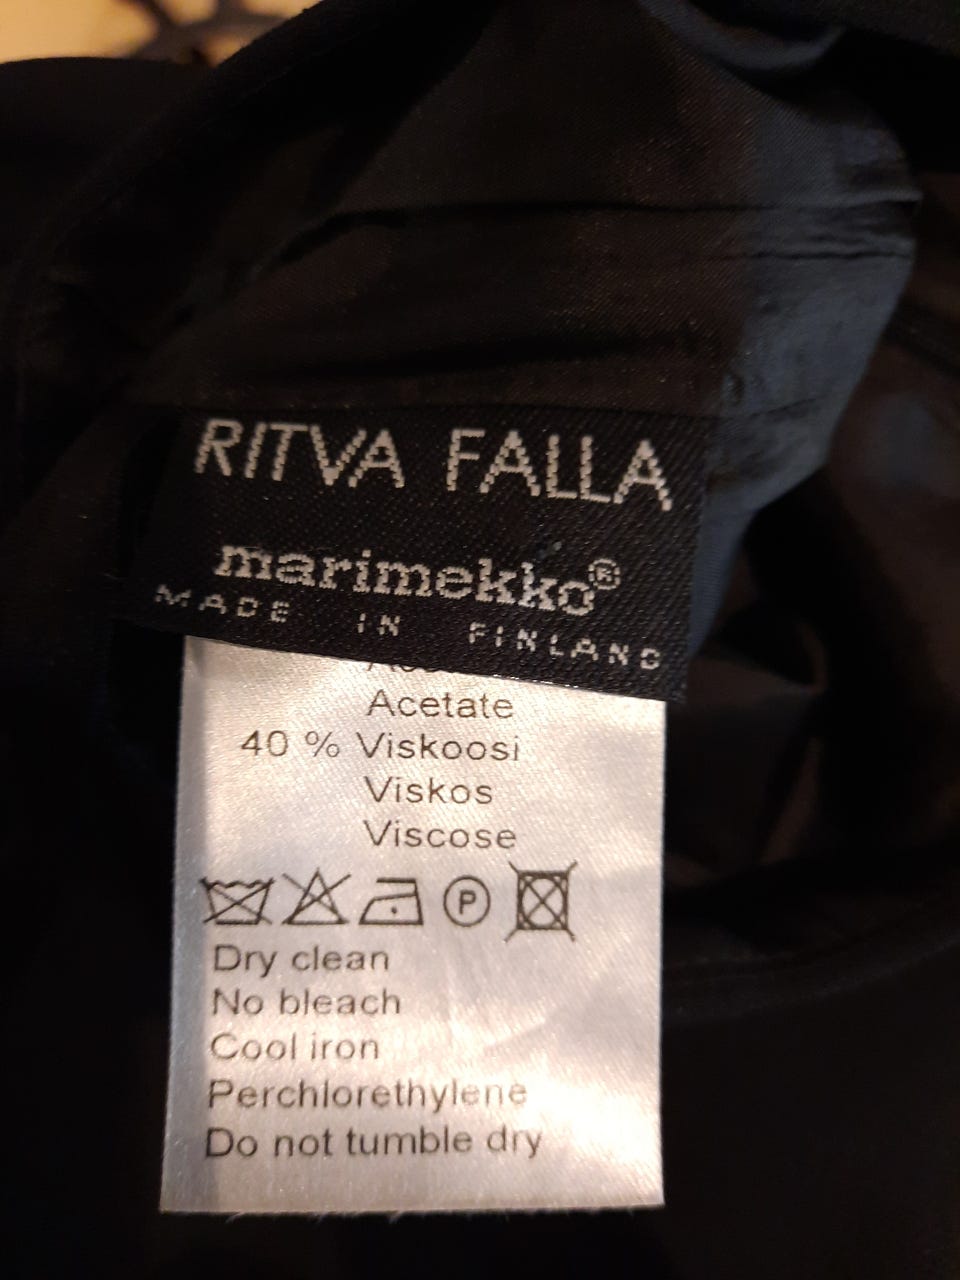 RITVA FALLA
marimekko®
MADE IN FINLAND
Acetate
40 % Viskoosi
Viskos
Viscose
P
Dry clean
No bleach
Cool iron
Perchlorethylene
Do not tumble dry